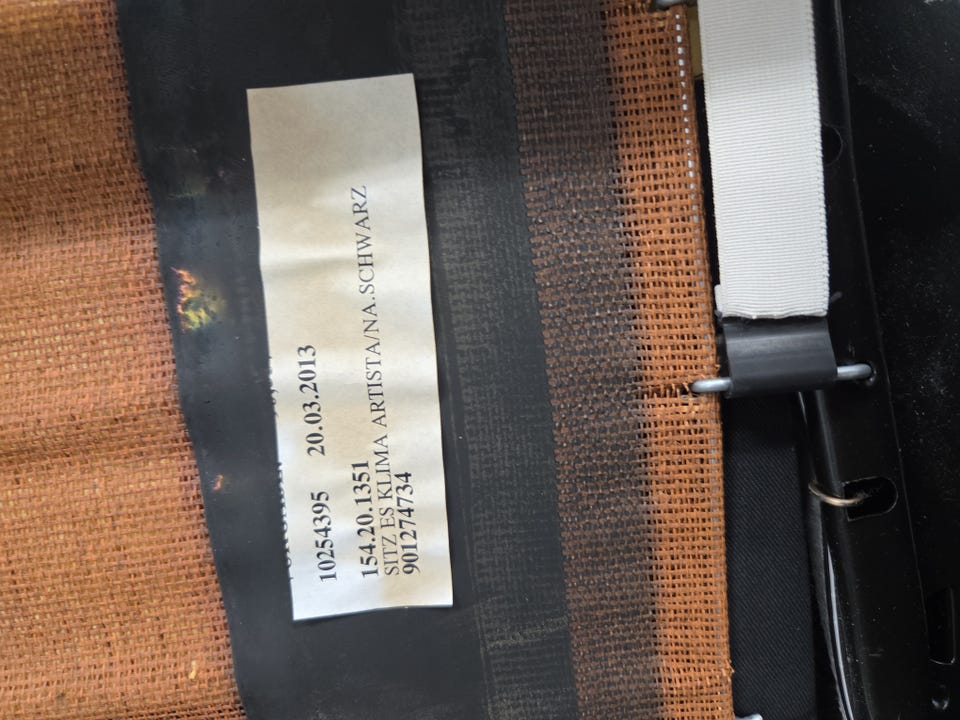 10254395 20.03.2013
154.20.1351
SITZ ES KLIMA ARTISTA/NA.SCHWARZ
901274734